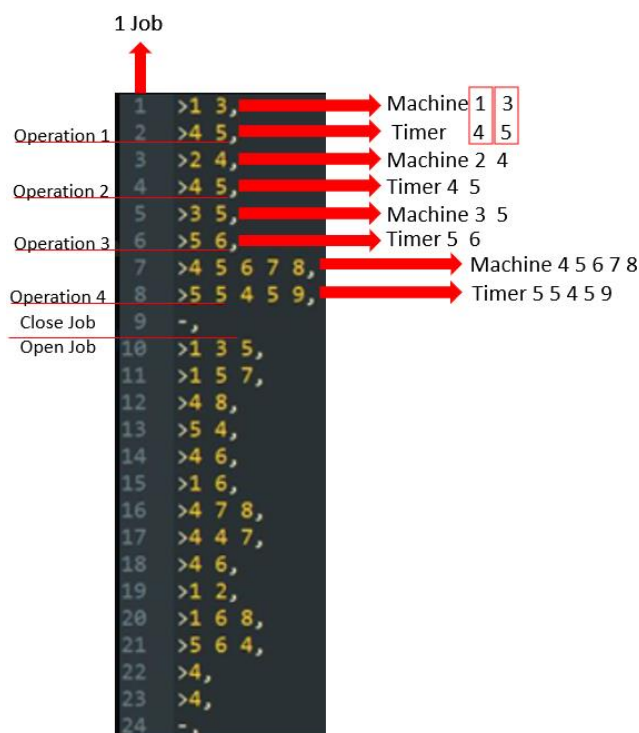 1 Job
1 >1 3, Machine 1 3
Operation 1 2 >4 5, Timer 4 5
3 >2 4, Machine 2 4
Operation 2 4 >4 5, Timer 4 5
5 >3 5, Machine 3 5
Operation 3 6 >5 6, Timer 5 6
7 >4 5 6 7 8, Machine 4 5 6 7 8
Operation 4 8 >5 5 4 5 9, Timer 5 5 4 5 9
Close Job 9 -,
Open Job 10 >1 3 5,
11 >1 5 7,
12 >4 8,
13 >5 4,
14 >4 6,
15 >1 6,
16 >4 7 8,
17 >4 4 7,
18 >4 6,
19 >1 2,
20 >1 6 8,
21 >5 6 4,
22 >4,
23 >4,
24 -,